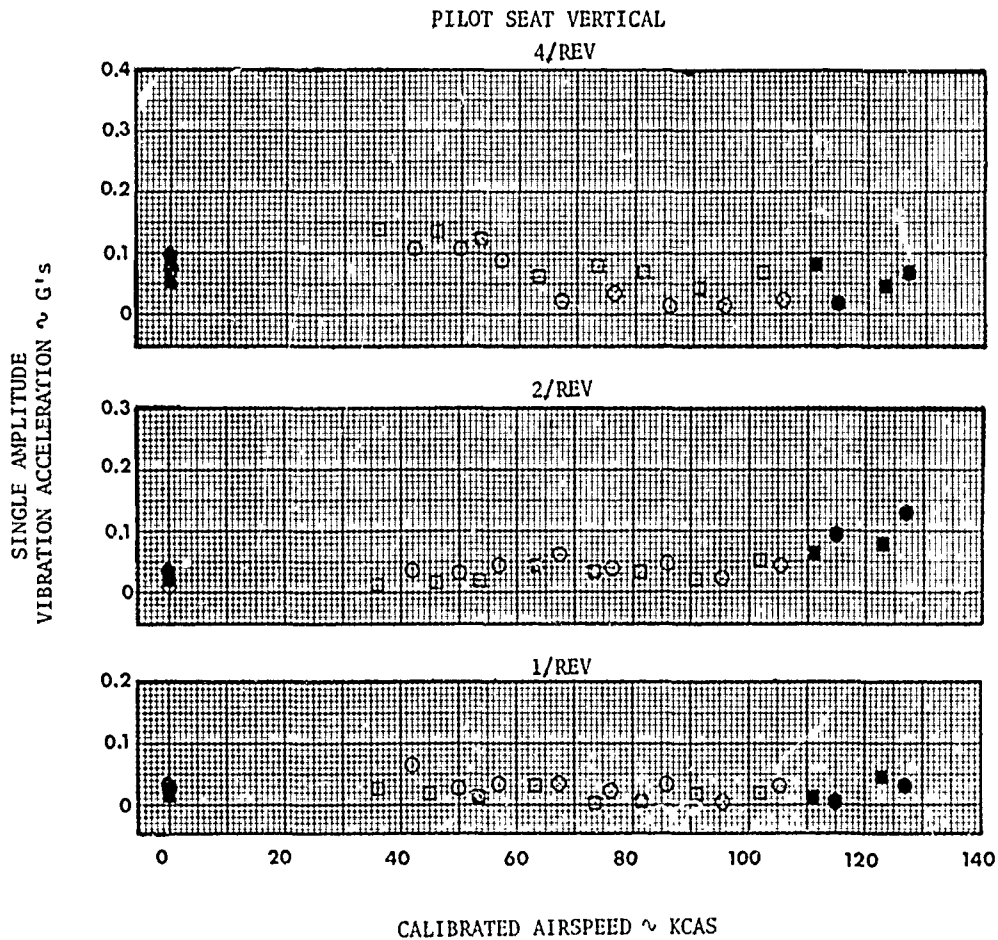 PILOT SEAT VERTICAL
4/REV
0.4
0.3
0.2
0.1
0
2/REV
0.3
0.2
0.1
0
1/REV
0.2
0.1
0
0 20 40 60 80 100 120 140
SINGLE AMPLITUDE
VIBRATION ACCELERATION ~ G's
CALIBRATED AIRSPEED ~ KCAS